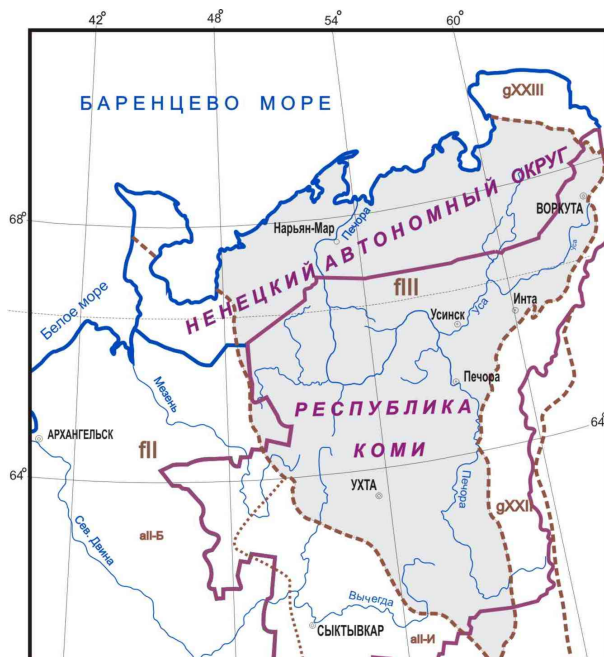 42°
48°
54°
60°
gXXIII
БАРЕНЦЕВО МОРЕ
НЕНЕЦКИЙ АВТОНОМНЫЙ ОКРУГ
ВОРКУТА
68°
Нарьян-Мар
Печора
Уса
fIII
Белое море
Усинск
Уса
Инта
Мезень
Печора
РЕСПУБЛИКА
64°
АРХАНГЕЛЬСК
КОМИ
fII
64°
УХТА
Печора
gXXII
aII-Б
Сев. Двина
Вычегда
СЫКТЫВКАР
aII-И